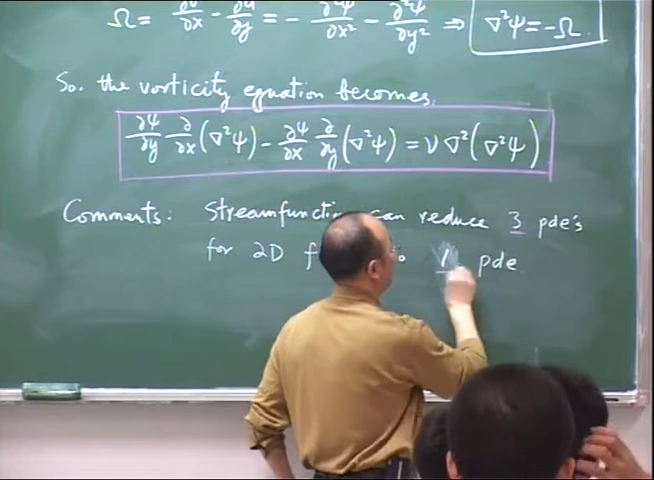 Ω = ∂v/∂x - ∂u/∂y = - ∂²ψ/∂x² - ∂²ψ/∂y² ⇒ ∇²ψ = -Ω.
So, the vorticity equation becomes
∂ψ/∂y ∂/∂x (∇²ψ) - ∂ψ/∂x ∂/∂y (∇²ψ) = ν ∇² (∇²ψ)
Comments: Streamfunction can reduce 3 pde's
for 2D pde